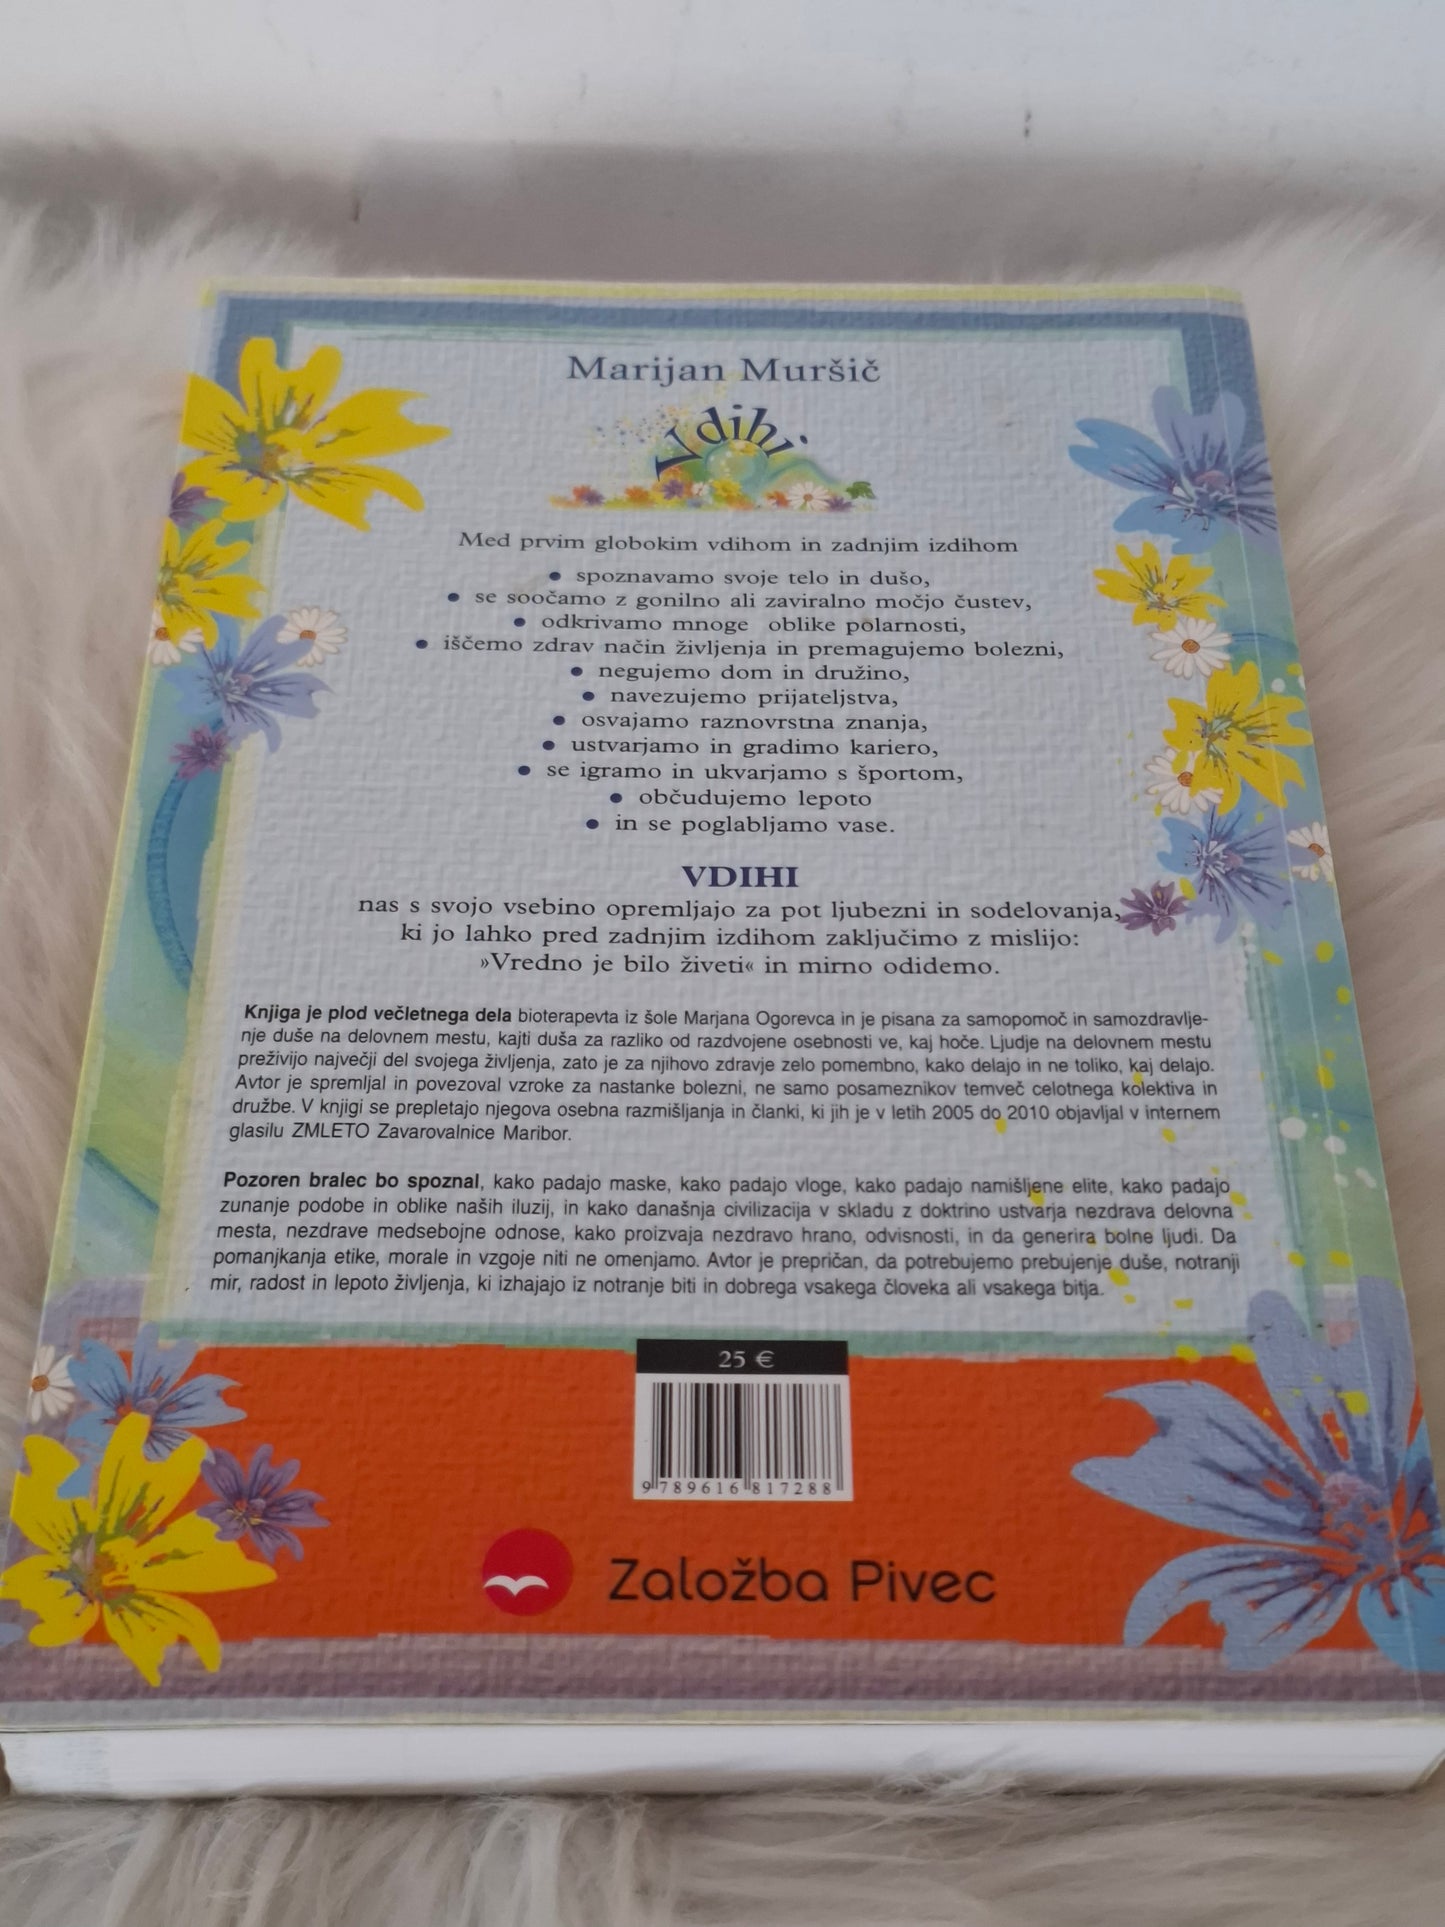 Marijan Muršič
Vdihi
Med prvim globokim vdihom in zadnjim izdihom
• spoznavamo svoje telo in dušo,
• se soočamo z gonilno ali zaviralno močjo čustev,
• odkrivamo mnoge oblike polarnosti,
• iščemo zdrav način življenja in premagujemo bolezni,
• negujemo dom in družino,
• navezujemo prijateljstva,
• osvajamo raznovrstna znanja,
• ustvarjamo in gradimo kariero,
• se igramo in ukvarjamo s športom,
• občudujemo lepoto
• in se poglabljamo vase.
VDIHI
nas s svojo vsebino opremljajo za pot ljubezni in sodelovanja,
ki jo lahko pred zadnjim izdihom zaključimo z mislijo:
»Vredno je bilo živeti« in mirno odidemo.
Knjiga je plod večletnega dela bioterapevta iz šole Marjana Ogorevca in je pisana za samopomoč in samozdravlje-
nje duše na delovnem mestu, kajti duša za razliko od razdvojene osebnosti ve, kaj hoče. Ljudje na delovnem mestu
preživijo največji del svojega življenja, zato je za njihovo zdravje zelo pomembno, kako delajo in ne toliko, kaj delajo.
Avtor je spremljal in povezoval vzroke za nastanke bolezni, ne samo posameznikov temveč celotnega kolektiva in
družbe. V knjigi se prepletajo njegova osebna razmišljanja in članki, ki jih je v letih 2005 do 2010 objavljal v internem
glasilu ZMLETO Zavarovalnice Maribor.
Pozoren bralec bo spoznal, kako padajo maske, kako padajo vloge, kako padajo namišljene elite, kako padajo
zunanje podobe in oblike naših iluzij, in kako današnja civilizacija v skladu z doktrino ustvarja nezdrava delovna
mesta, nezdrave medsebojne odnose, kako proizvaja nezdravo hrano, odvisnosti, in da generira bolne ljudi. Da
pomanjkanja etike, morale in vzgoje niti ne omenjamo. Avtor je prepričan, da potrebujemo prebujenje duše, notranji
mir, radost in lepoto življenja, ki izhajajo iz notranje biti in dobrega vsakega človeka ali vsakega bitja.
25 €
9 789616 817288
Založba Pivec